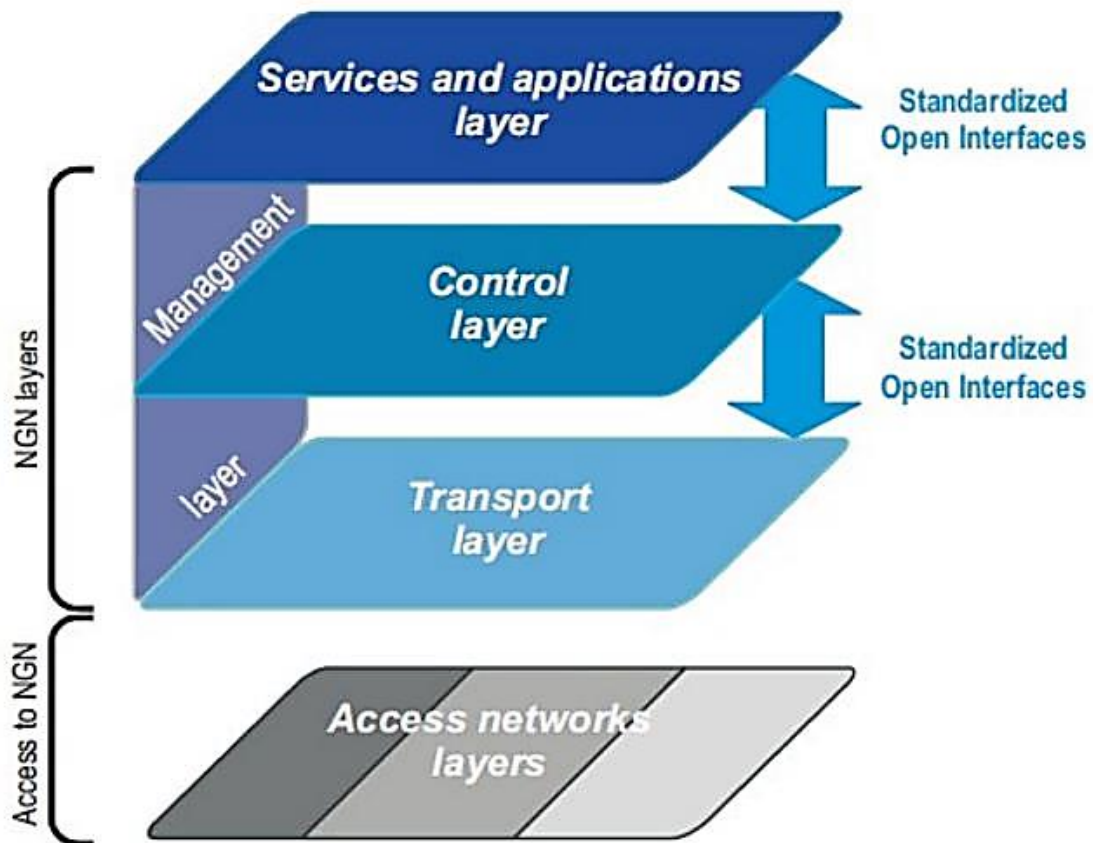 Services and applications
layer
Standardized
Open Interfaces
Management
Control
layer
Standardized
Open Interfaces
NGN layers
layer
Transport
layer
Access to NGN
Access networks
layers